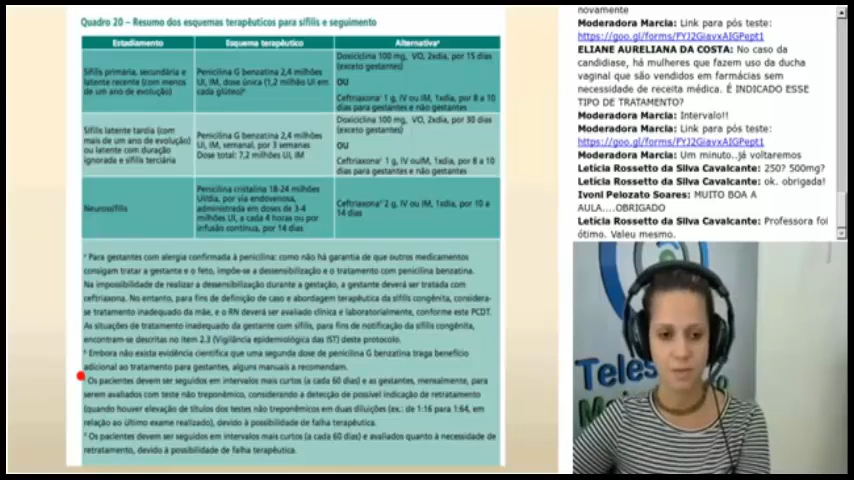 Quadro 20 – Resumo dos esquemas terapêuticos para sífilis e seguimento
Estadiamento
Esquema terapêutico
Alternativaª
Sífilis primária, secundária e
latente recente (com menos
de um ano de evolução)
Penicilina G benzatina 2,4 milhões
UI, IM, dose única (1,2 milhão UI em
cada glúteo)ᵇ
Doxiciclina 100 mg, VO, 2xdia, por 15 dias
(exceto gestantes)
OU
Ceftriaxona 1 g, IV ou IM, 1xdia, por 8 a 10
dias para gestantes e não gestantes
Sífilis latente tardia (com
mais de um ano de evolução)
ou latente com duração
ignorada e sífilis terciária
Penicilina G benzatina 2,4 milhões
UI, IM, semanal, por 3 semanas
Dose total: 7,2 milhões UI, IM
Doxiciclina 100 mg, VO, 2xdia, por 30 dias
(exceto gestantes)
OU
Ceftriaxona 1 g, IV ouIM, 1xdia, por 8 a 10
dias para gestantes e não gestantes
Neurossífilis
Penicilina cristalina 18-24 milhões
UI/dia, por via endovenosa,
administrada em doses de 3-4
milhões UI, a cada 4 horas ou por
infusão contínua, por 14 dias
Ceftriaxona 2 g, IV ou IM, 1xdia, por 10 a
14 dias
ª Para gestantes com alergia confirmada à penicilina: como não há garantia de que outros medicamentos
consigam tratar a gestante e o feto, impõe-se a dessensibilização e o tratamento com penicilina benzatina.
Na impossibilidade de realizar a dessensibilização durante a gestação, a gestante deverá ser tratada com
ceftriaxona. No entanto, para fins de definição de caso e abordagem terapêutica da sífilis congênita, considera-
se tratamento inadequado da mãe, e o RN deverá ser avaliado clínica e laboratorialmente, conforme este PCDT.
As situações de tratamento inadequado da gestante com sífilis, para fins de notificação da sífilis congênita,
encontram-se descritas no item 2.3 (Vigilância epidemiológica das IST) deste protocolo.
ᵇ Embora não exista evidência científica que uma segunda dose de penicilina G benzatina traga benefício
adicional ao tratamento para gestantes, alguns manuais a recomendam.
Os pacientes devem ser seguidos em intervalos mais curtos (a cada 60 dias) e as gestantes, mensalmente, para
serem avaliados com teste não treponêmico, considerando a detecção de possível indicação de retratamento
(quando houver elevação de títulos dos testes não treponêmicos em duas diluições (ex.: de 1:16 para 1:64, em
relação ao último exame realizado), devido à possibilidade de falha terapêutica.
Os pacientes devem ser seguidos em intervalos mais curtos (a cada 60 dias) e avaliados quanto à necessidade de
retratamento, devido à possibilidade de falha terapêutica.
novamente
Moderadora Marcia: Link para pós teste:
https://goo.gl/forms/FYJ2GiavxAIGPept1
ELIANE AURELIANA DA COSTA: No caso da
candidiase, há mulheres que fazem uso da ducha
vaginal que são vendidos em farmácias sem
necessidade de receita médica. É INDICADO ESSE
TIPO DE TRATAMENTO?
Moderadora Marcia: Intervalo!!
Moderadora Marcia: Link para pós teste:
https://goo.gl/forms/FYJ2GiavxAIGPept1
Moderadora Marcia: Um minuto..já voltaremos
Letícia Rossetto da Silva Cavalcante: 250? 500mg?
Letícia Rossetto da Silva Cavalcante: ok. obrigada!
Ivoni Pelozato Soares: MUITO BOA A
AULA....OBRIGADO
Letícia Rossetto da Silva Cavalcante: Professora foi
ótimo. Valeu mesmo.
Teles